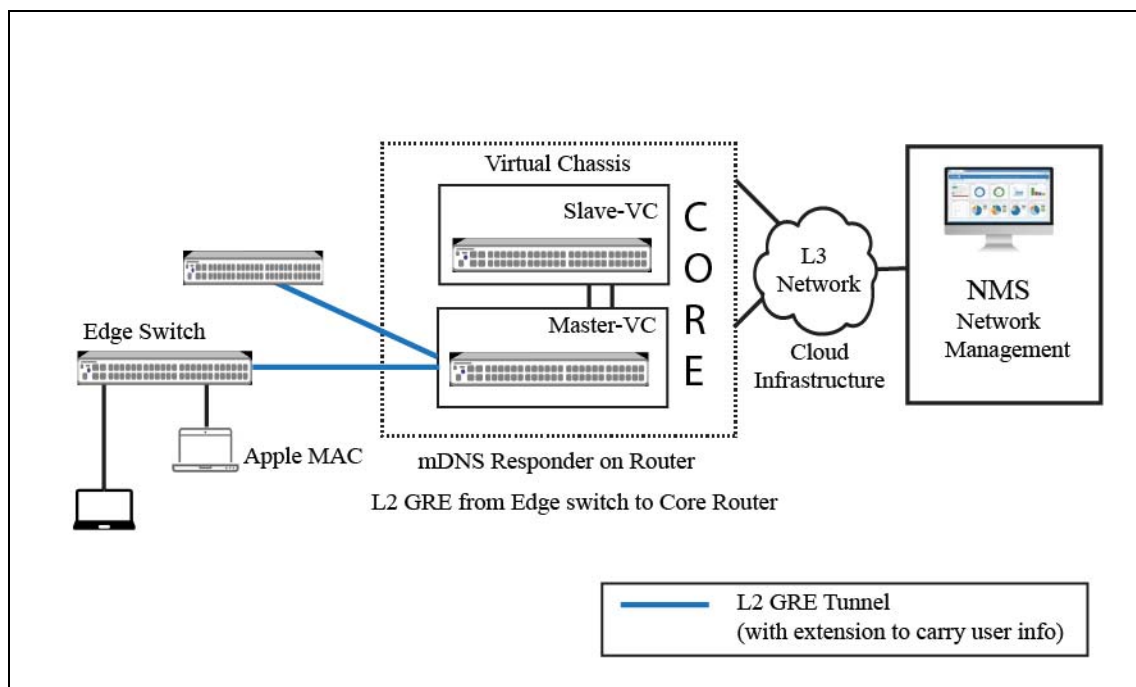 Virtual Chassis
Slave-VC
C
O
R
E
Master-VC
Edge Switch
Apple MAC
L3
Network
Cloud
Infrastructure
NMS
Network
Management
mDNS Responder on Router
L2 GRE from Edge switch to Core Router
L2 GRE Tunnel
(with extension to carry user info)